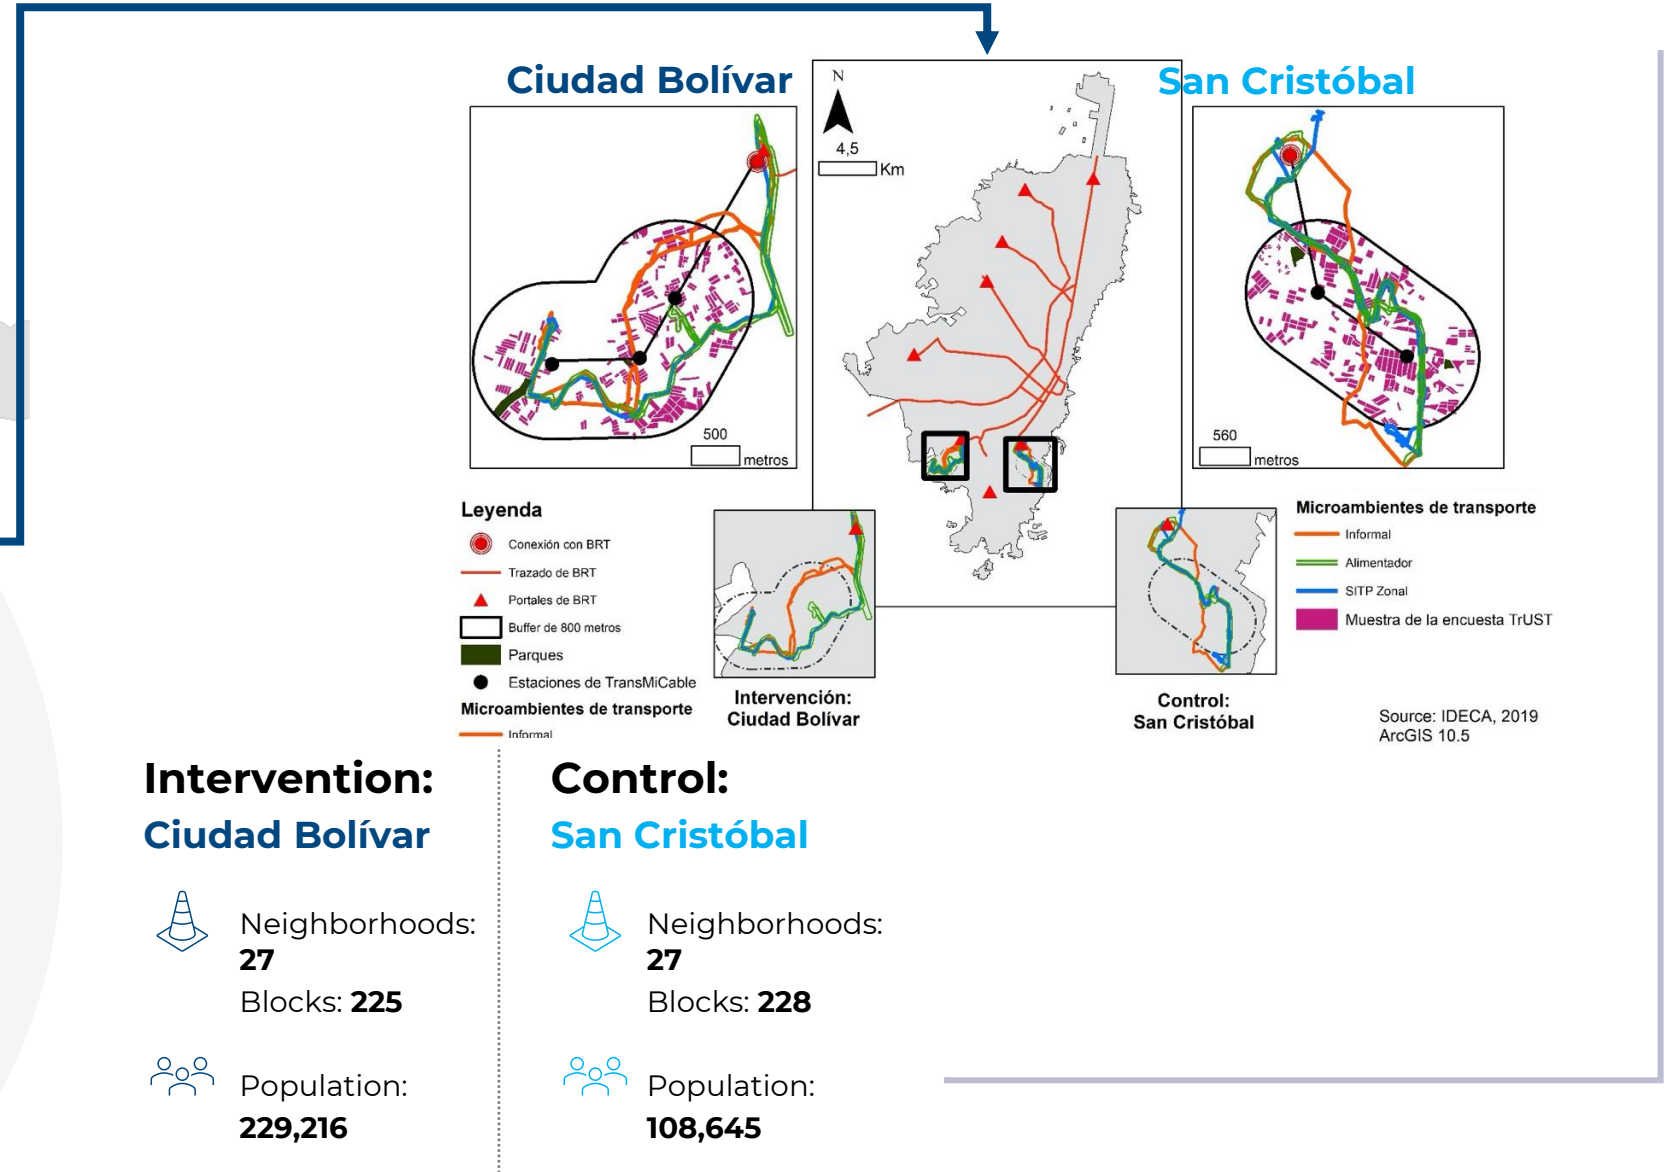 Ciudad Bolívar
San Cristóbal
N
4,5
Km
500
metros
560
metros
Leyenda
Conexión con BRT
Trazado de BRT
Portales de BRT
Buffer de 800 metros
Parques
Estaciones de TransMiCable
Microambientes de transporte
Informal
Intervención:
Ciudad Bolívar
Control:
San Cristóbal
Microambientes de transporte
Informal
Alimentador
SITP Zonal
Muestra de la encuesta TrUST
Source: IDECA, 2019
ArcGIS 10.5
Intervention:
Ciudad Bolívar
Neighborhoods:
27
Blocks: 225
Population:
229,216
Control:
San Cristóbal
Neighborhoods:
27
Blocks: 228
Population:
108,645